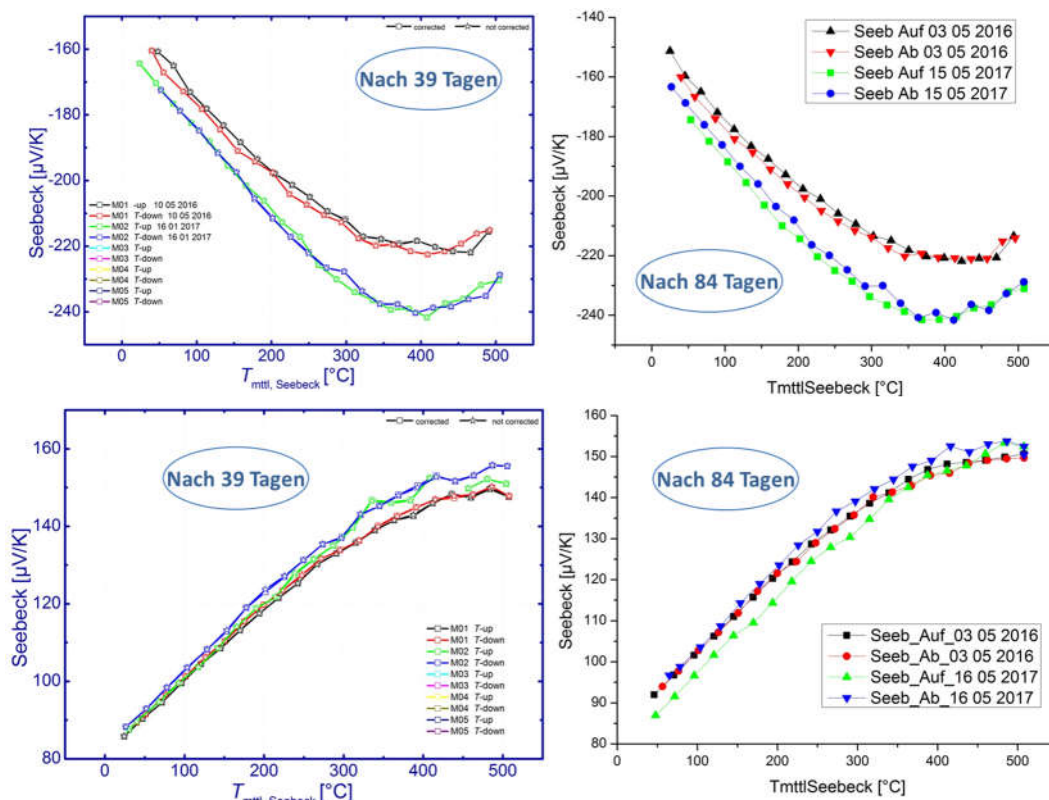 corrected not corrected
Nach 39 Tagen
Seebeck [µV/K]
-160
-180
-200
-220
-240
M01 -up 10 05 2016
M01 T-down 10 05 2016
M02 T-up 16 01 2017
M02 T-down 16 01 2017
M03 T-up
M03 T-down
M04 T-up
M04 T-down
M05 T-up
M05 T-down
0 100 200 300 400 500
T mttl, Seebeck [°C]
Seeb Auf 03 05 2016
Seeb Ab 03 05 2016
Seeb Auf 15 05 2017
Seeb Ab 15 05 2017
Nach 84 Tagen
Seebeck [µV/K]
-140
-160
-180
-200
-220
-240
0 100 200 300 400 500
TmttlSeebeck [°C]
corrected not corrected
Nach 39 Tagen
Seebeck [µV/K]
160
140
120
100
80
M01 T-up
M01 T-down
M02 T-up
M02 T-down
M03 T-up
M03 T-down
M04 T-up
M04 T-down
M05 T-up
M05 T-down
0 100 200 300 400 500
T mttl, Seebeck [°C]
Nach 84 Tagen
Seebeck [µV/K]
160
150
140
130
120
110
100
90
80
Seeb_Auf_03 05 2016
Seeb_Ab_03 05 2016
Seeb_Auf_16 05 2017
Seeb_Ab_16 05 2017
0 100 200 300 400 500
TmttlSeebeck [°C]